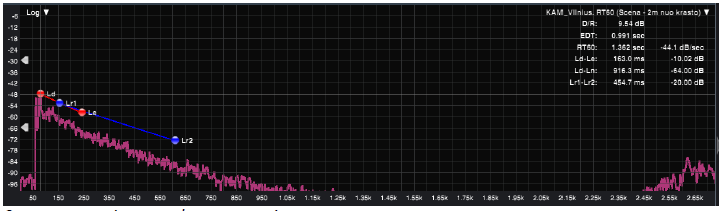 Log ▼
KAMI_Vilnius, RT60 (Scena - 2m nuo krasto) ▼
D/R: 9.54 dB
EDT: 0.991 sec
RT60: 1.362 sec -44.1 dB/sec
Ld-Le: 163.0 ms -10.02 dB
Ld-Ln: 916.3 ms -54.00 dB
Lr1-Lr2: 454.7 ms -20.00 dB
-6
-12
-18
-24
-30
-36
-42
-48
-54
-60
-66
-72
-78
-84
-90
-96
Ld
Lr1
Le
Lr2
50 150 250 350 450 550 650 750 850 950 1.05k 1.15k 1.25k 1.35k 1.45k 1.55k 1.65k 1.75k 1.85k 1.95k 2.05k 2.15k 2.25k 2.35k 2.45k 2.55k 2.65k